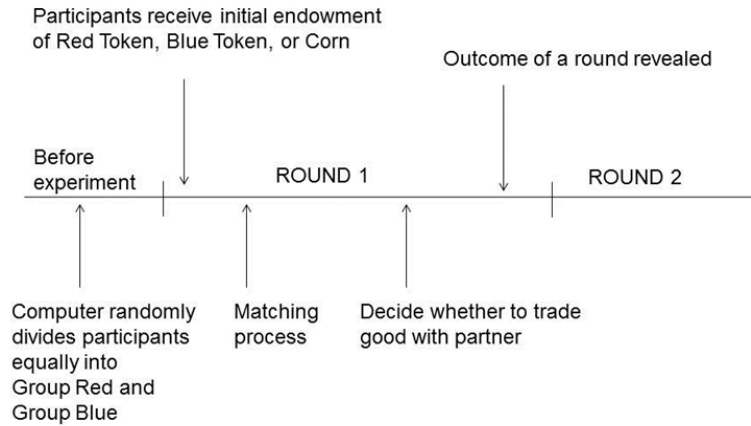 Participants receive initial endowment
of Red Token, Blue Token, or Corn
Outcome of a round revealed
Before
experiment
ROUND 1
ROUND 2
Computer randomly
divides participants
equally into
Group Red and
Group Blue
Matching
process
Decide whether to trade
good with partner